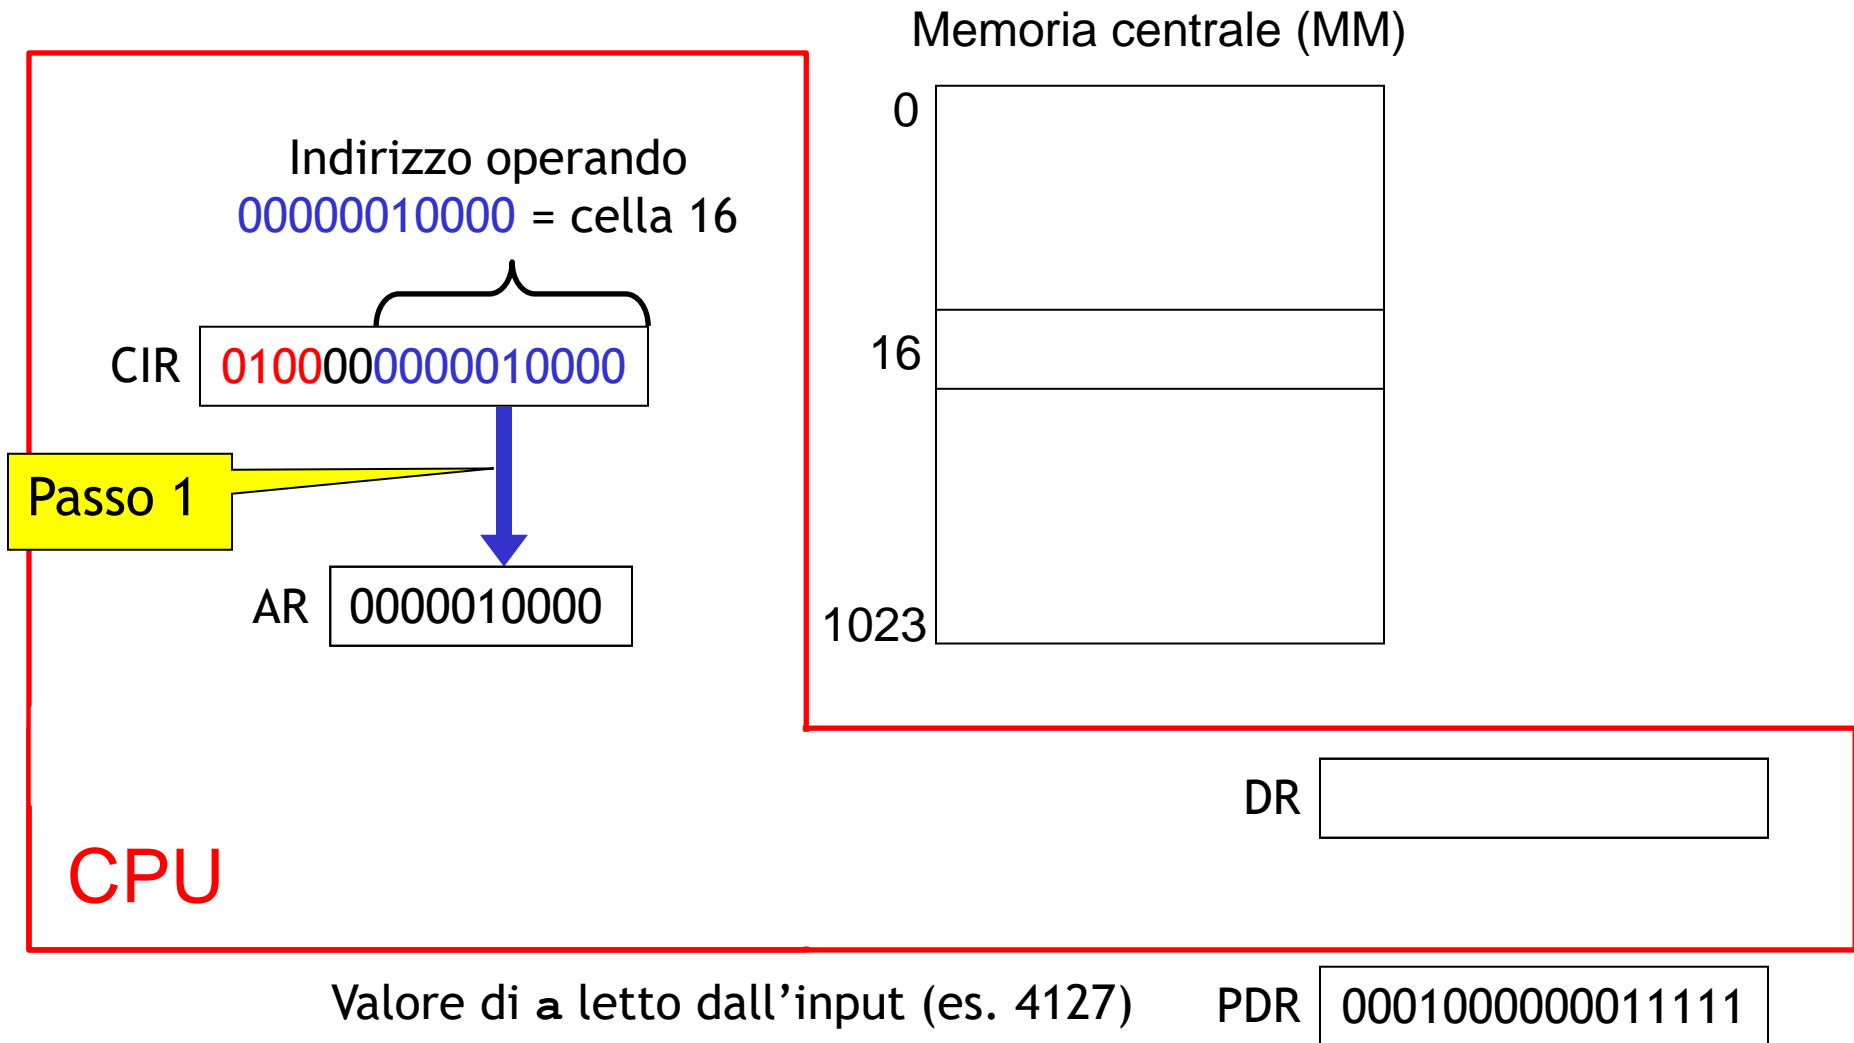 Memoria centrale (MM)
0
Indirizzo operando
00000010000 = cella 16
CIR 0100000000010000
16
Passo 1
AR 0000010000
1023
DR
CPU
Valore di a letto dall’input (es. 4127)
PDR 0001000000011111